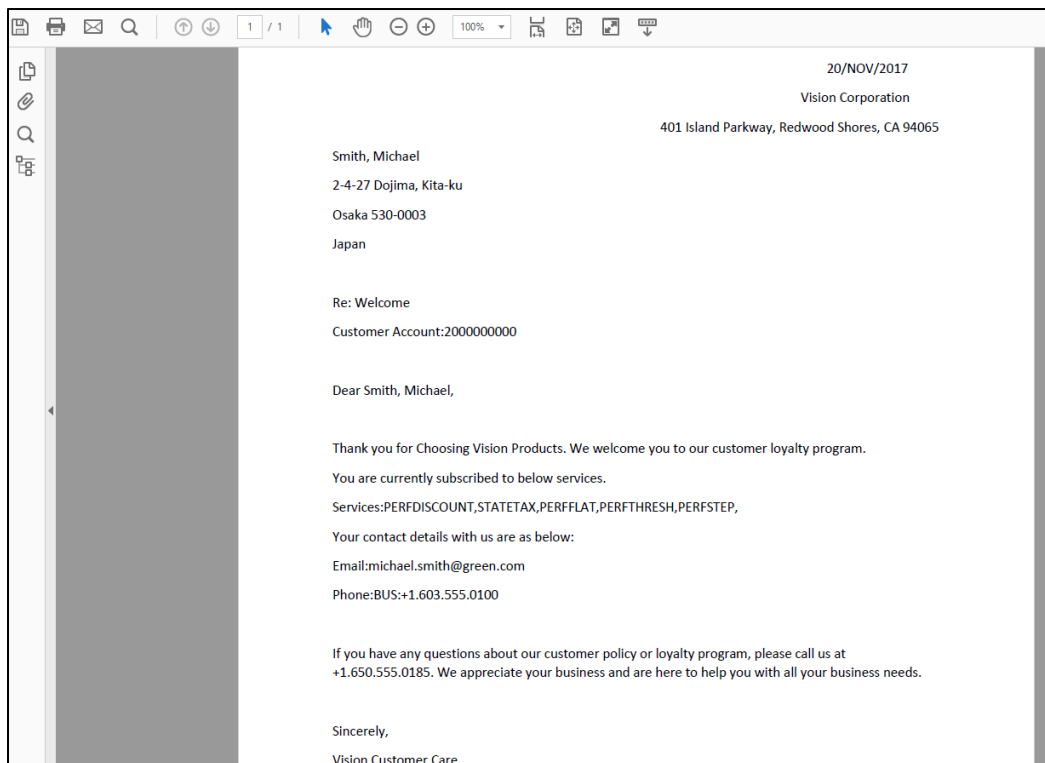 1 / 1
100%
20/NOV/2017
Vision Corporation
401 Island Parkway, Redwood Shores, CA 94065
Smith, Michael
2-4-27 Dojima, Kita-ku
Osaka 530-0003
Japan
Re: Welcome
Customer Account:2000000000
Dear Smith, Michael,
Thank you for Choosing Vision Products. We welcome you to our customer loyalty program.
You are currently subscribed to below services.
Services:PERFDISCOUNT,STATETAX,PERFFLAT,PERFTHRESH,PERFSTEP,
Your contact details with us are as below:
Email:michael.smith@green.com
Phone:BUS:+1.603.555.0100
If you have any questions about our customer policy or loyalty program, please call us at
+1.650.555.0185. We appreciate your business and are here to help you with all your business needs.
Sincerely,
Vision Customer Care